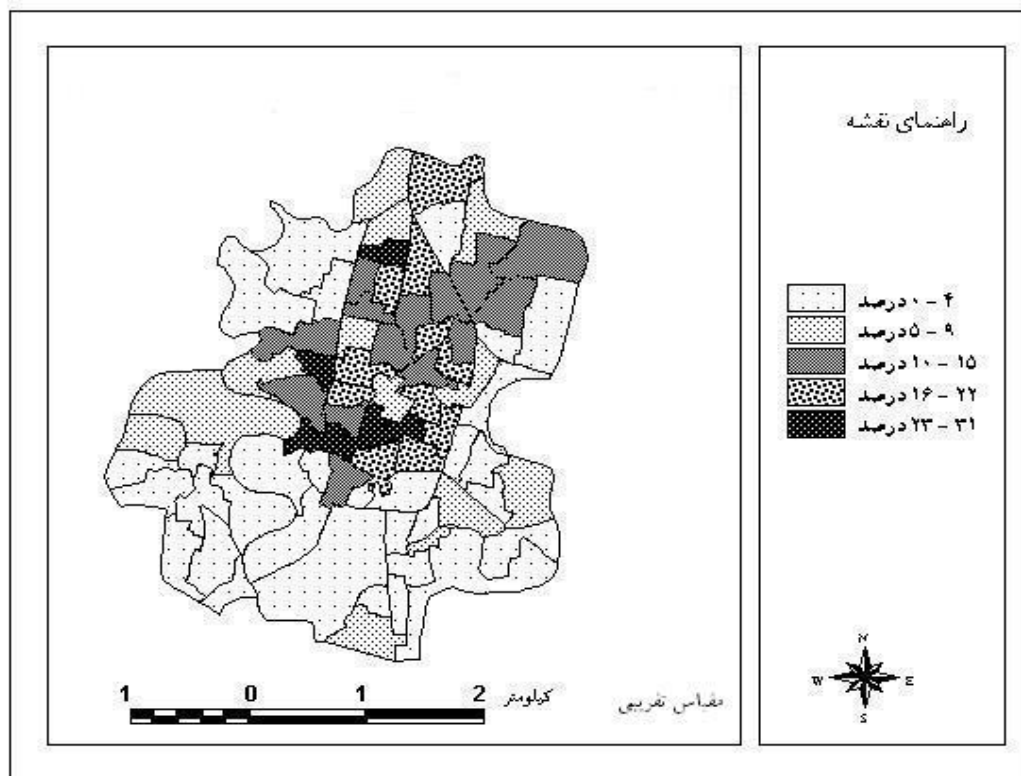 راهنمای نقشه
۰ - ۴ درصد
۵ - ۹ درصد
۱۰ - ۱۵ درصد
۱۶ - ۲۲ درصد
۲۳ - ۳۱ درصد
N
W E
S
1 0 1 2 کیلومتر
مقیاس تقریبی